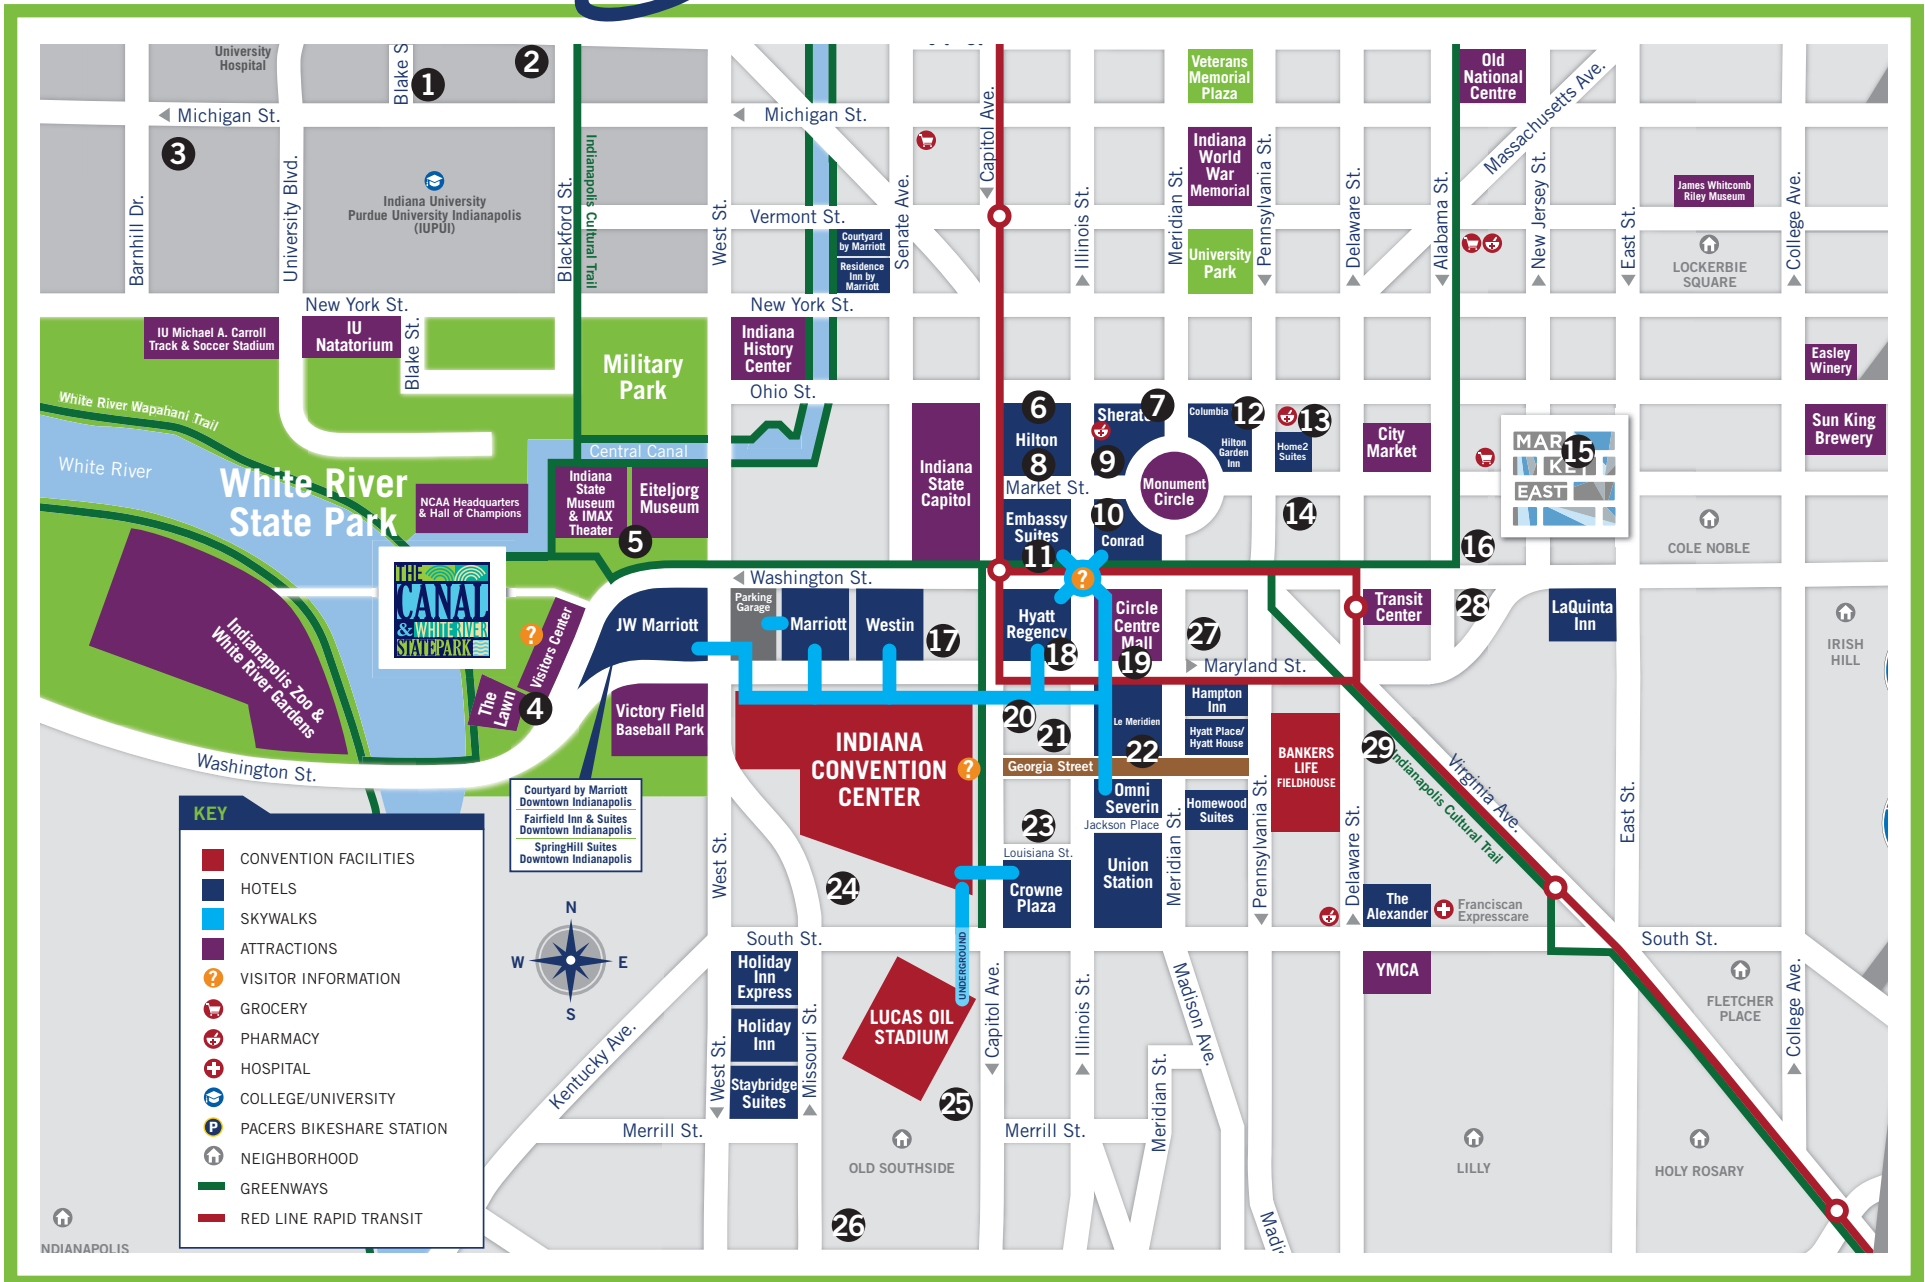 University
Hospital
Blake S
1
2
Michigan St.
Michigan St.
3
Barnhill Dr.
University Blvd.
Indiana University
Purdue University Indianapolis
(IUPUI)
Blackford St.
Indianapolis Cultural Trail
West St.
Vermont St.
Courtyard
by Marriott
Residence
Inn by
Marriott
Senate Ave.
Capitol Ave.
Illinois St.
Meridian St.
Veterans
Memorial
Plaza
Indiana
World
War
Memorial
University
Park
Pennsylvania St.
Delaware St.
Alabama St.
Old
National
Centre
Massachusetts Ave.
New Jersey St.
East St.
James Whitcomb
Riley Museum
LOCKERBIE
SQUARE
College Ave.
New York St.
New York St.
IU Michael A. Carroll
Track & Soccer Stadium
IU
Natatorium
Blake St.
Military
Park
Indiana
History
Center
Ohio St.
Easley
Winery
Sun King
Brewery
White River Wapahani Trail
White River
White River
State Park
Central Canal
NCAA Headquarters
& Hall of Champions
Indiana
State
Museum
& IMAX
Theater
Eiteljorg
Museum
5
Indiana
State
Capitol
6
Hilton
8
Market St.
Embassy
Suites
11
Sherat
7
9
10
Conrad
Monument
Circle
Columbia
12
Hilton
Garden
Inn
13
Home2
Suites
14
City
Market
MAR
KET
EAST
15
16
COLE NOBLE
THE
CANAL
& WHITE RIVER
STATE PARK
Indianapolis Zoo &
White River Gardens
?
Visitors Center
The
Lawn
4
Washington St.
Washington St.
JW Marriott
Parking
Garage
Marriott
Westin
17
Hyatt
Regency
18
?
Circle
Centre
Mall
19
27
Maryland St.
Transit
Center
28
LaQuinta
Inn
IRISH
HILL
Victory Field
Baseball Park
INDIANA
CONVENTION
CENTER
?
20
21
Le Meridien
22
Hampton
Inn
Hyatt Place/
Hyatt House
Georgia Street
BANKERS
LIFE
FIELDHOUSE
29
Indianapolis Cultural Trail
Virginia Ave.
East St.
Omni
Severin
Homewood
Suites
Jackson Place
23
Louisiana St.
Crowne
Plaza
Union
Station
Meridian St.
Pennsylvania St.
Delaware St.
The
Alexander
Franciscan
Expresscare
Courtyard by Marriott
Downtown Indianapolis
Fairfield Inn & Suites
Downtown Indianapolis
SpringHill Suites
Downtown Indianapolis
West St.
24
UNDERGROUND
South St.
South St.
N
W
E
S
Holiday
Inn
Express
Holiday
Inn
Staybridge
Suites
West St.
Missouri St.
Kentucky Ave.
LUCAS OIL
STADIUM
25
Capitol Ave.
Illinois St.
Madison Ave.
Meridian St.
YMCA
FLETCHER
PLACE
College Ave.
Merrill St.
Merrill St.
OLD SOUTHSIDE
26
LILLY
HOLY ROSARY
Madis
NDIANAPOLIS
KEY
CONVENTION FACILITIES
HOTELS
SKYWALKS
ATTRACTIONS
? VISITOR INFORMATION
GROCERY
PHARMACY
HOSPITAL
COLLEGE/UNIVERSITY
P PACERS BIKESHARE STATION
NEIGHBORHOOD
GREENWAYS
RED LINE RAPID TRANSIT